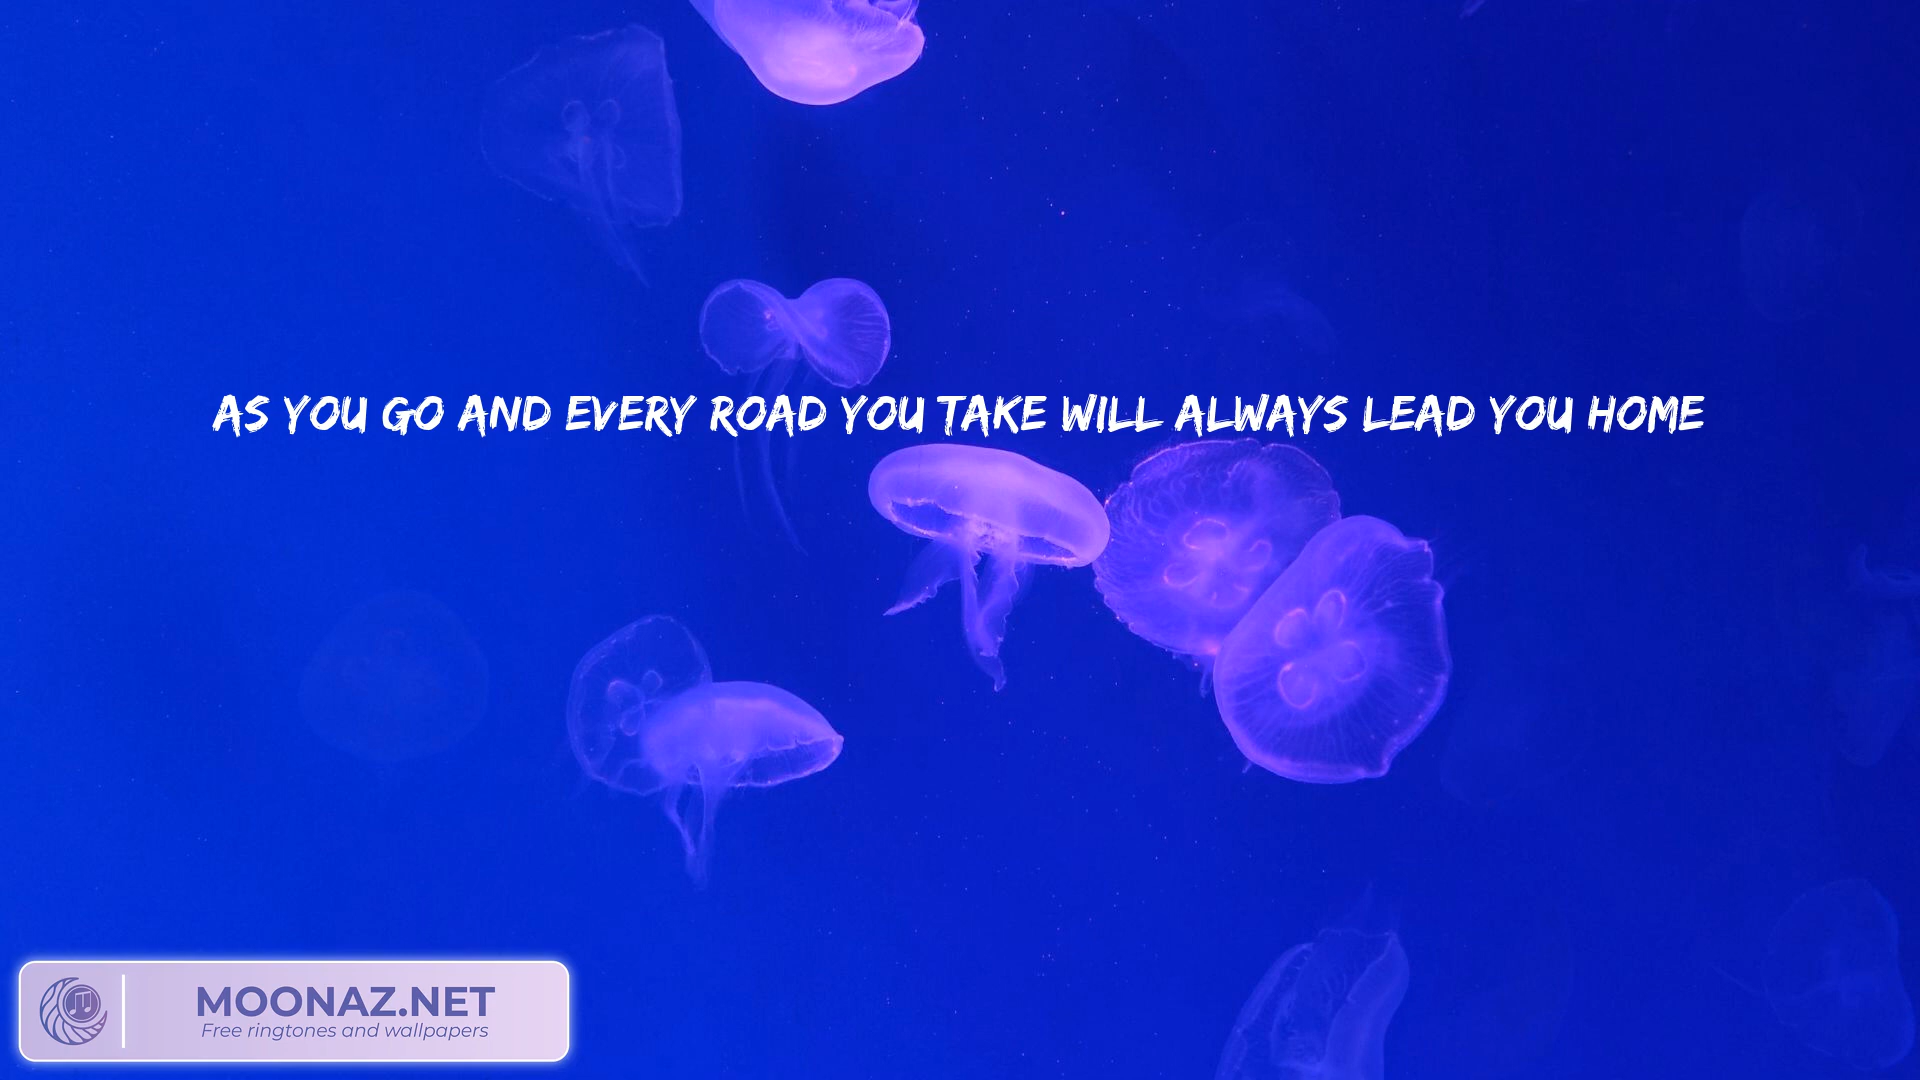 AS YOU GO AND EVERY ROAD YOU TAKE WILL ALWAYS LEAD YOU HOME
MOONAZ.NET
Free ringtones and wallpapers